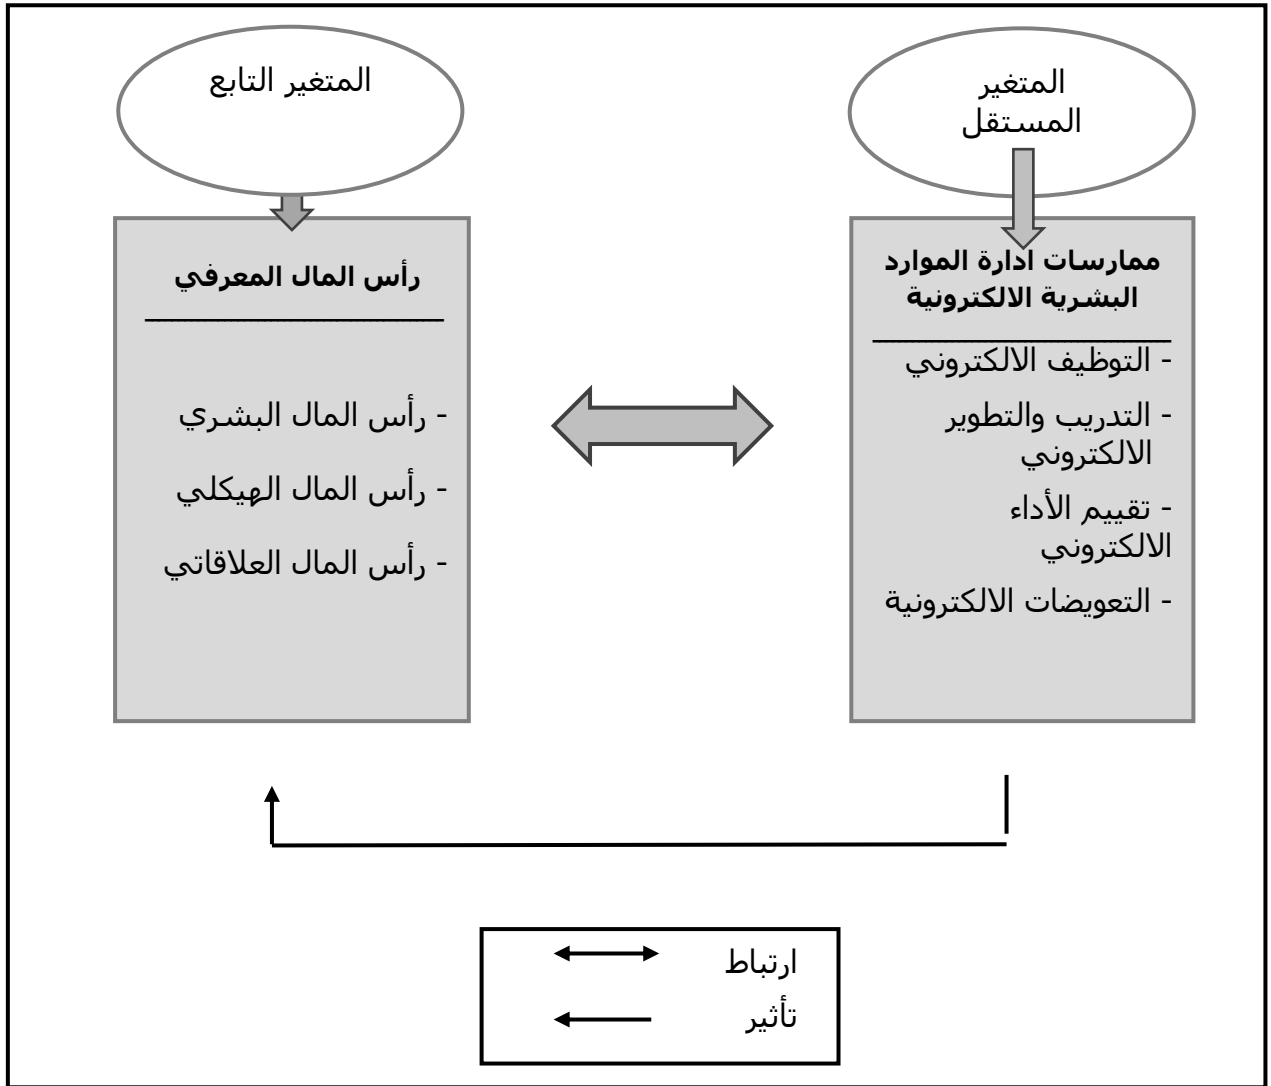 المتغير
المستقل
ممارسات ادارة الموارد
البشرية الالكترونية
- التوظيف الالكتروني
- التدريب والتطوير
الالكتروني
- تقييم الأداء
الالكتروني
- التعويضات الالكترونية
المتغير التابع
رأس المال المعرفي
- رأس المال البشري
- رأس المال الهيكلي
- رأس المال العلاقاتي
ارتباط
تأثير